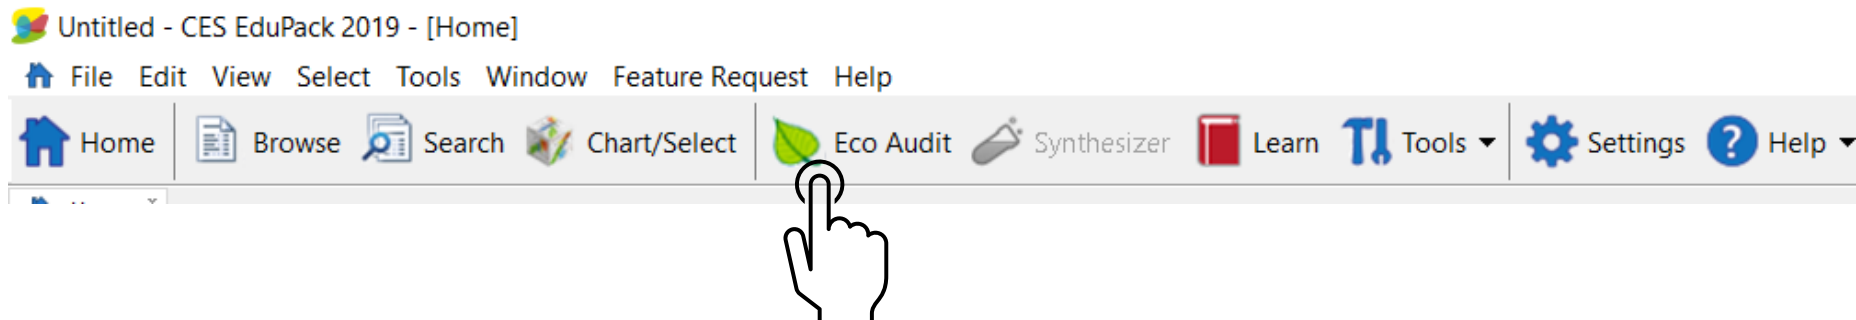 Untitled - CES EduPack 2019 - [Home]
File Edit View Select Tools Window Feature Request Help
Home Browse Search Chart/Select Eco Audit Synthesizer Learn Tools Settings ? Help